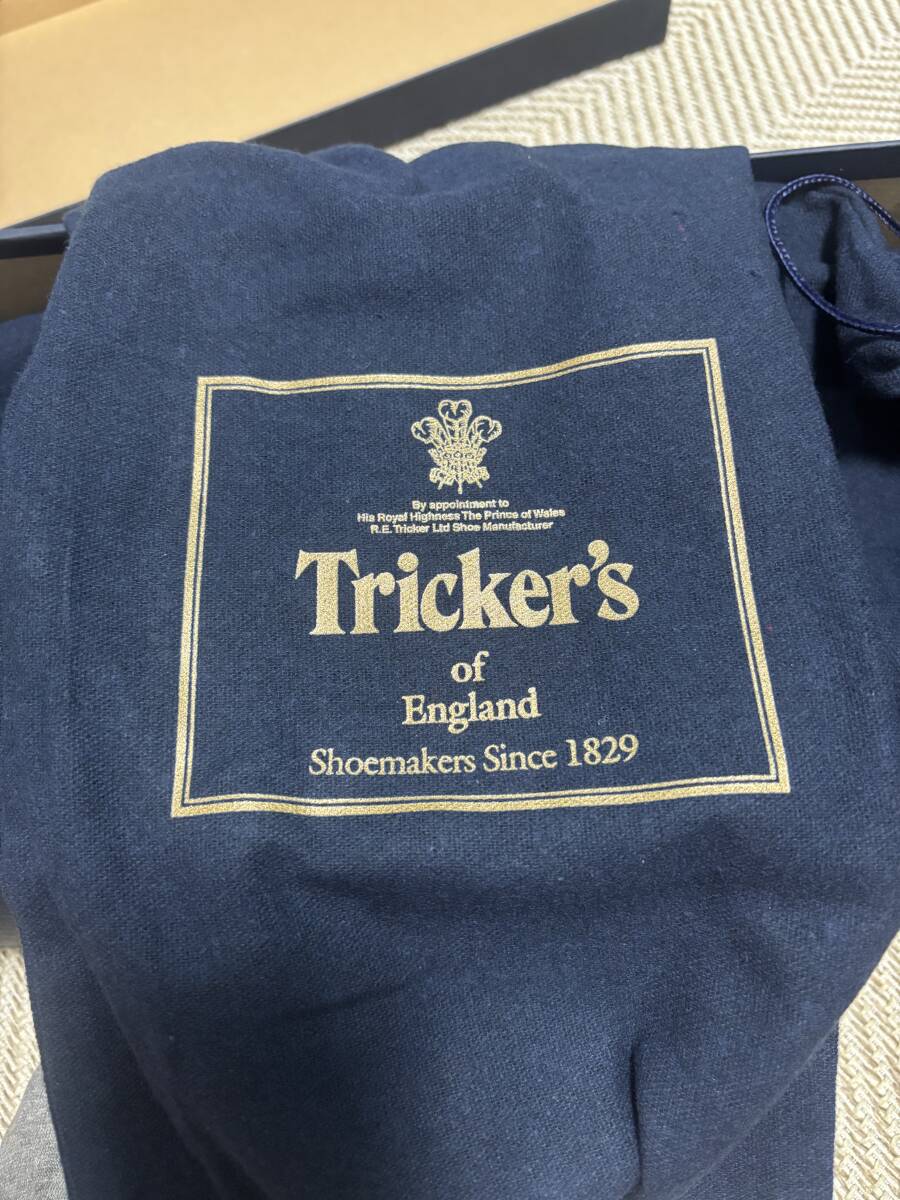 By appointment to
His Royal Highness The Prince of Wales
R.E. Tricker Ltd Shoe Manufacturer
Tricker's
of
England
Shoemakers Since 1829